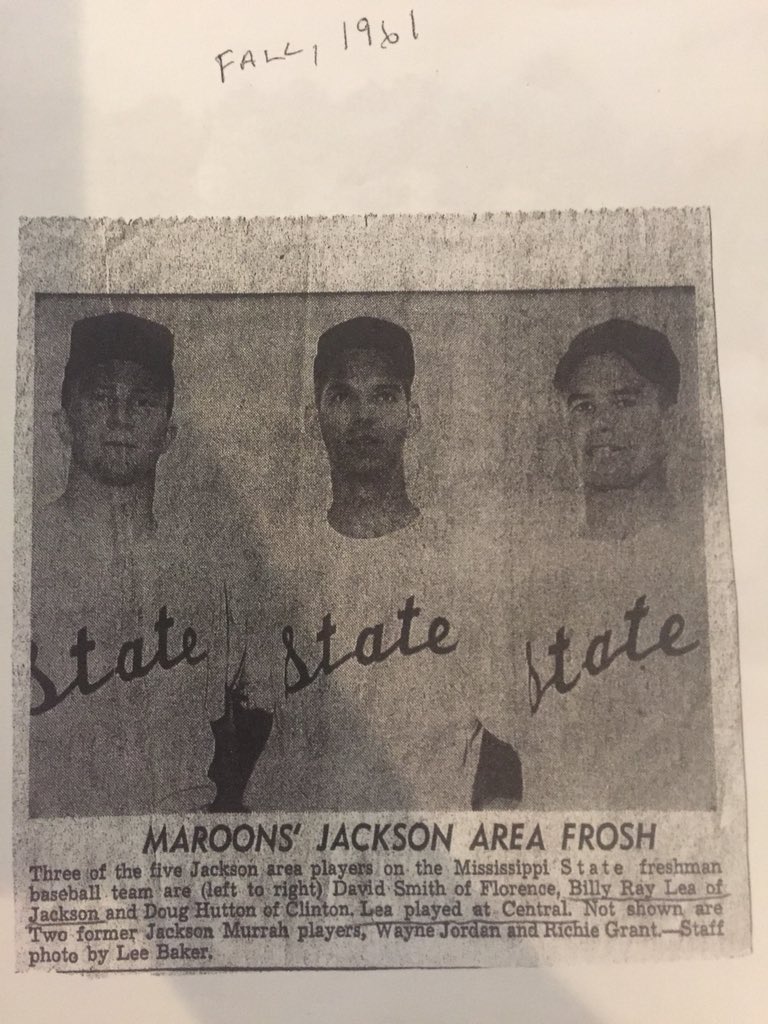 FALL, 1961
State State State
MAROONS' JACKSON AREA FROSH
Three of the five Jackson area players on the Mississippi State freshman
baseball team are (left to right) David Smith of Florence, Billy Ray Lea of
Jackson and Doug Hutton of Clinton. Lea played at Central. Not shown are
Two former Jackson Murrah players, Wayne Jordan and Richie Grant.—Staff
photo by Lee Baker.